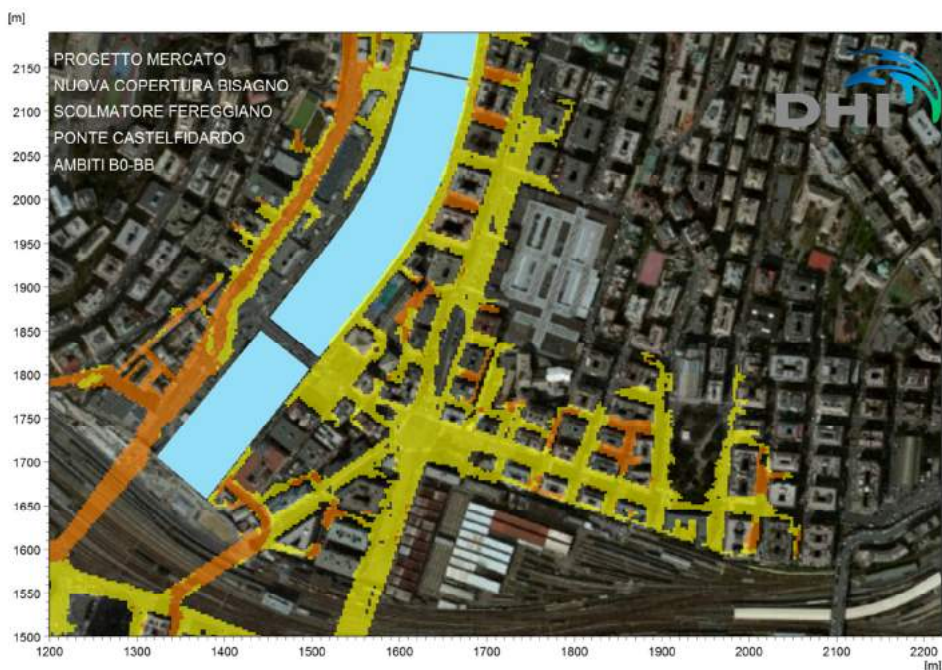 [m]
2150
PROGETTO MERCATO
NUOVA COPERTURA BISAGNO
SCOLMATORE FEREGGIANO
PONTE CASTELFIDARDO
AMBITI B0-BB
DHI
2100
2050
2000
1950
1900
1850
1800
1750
1700
1650
1600
1550
1500
1200 1300 1400 1500 1600 1700 1800 1900 2000 2100 2200
[m]